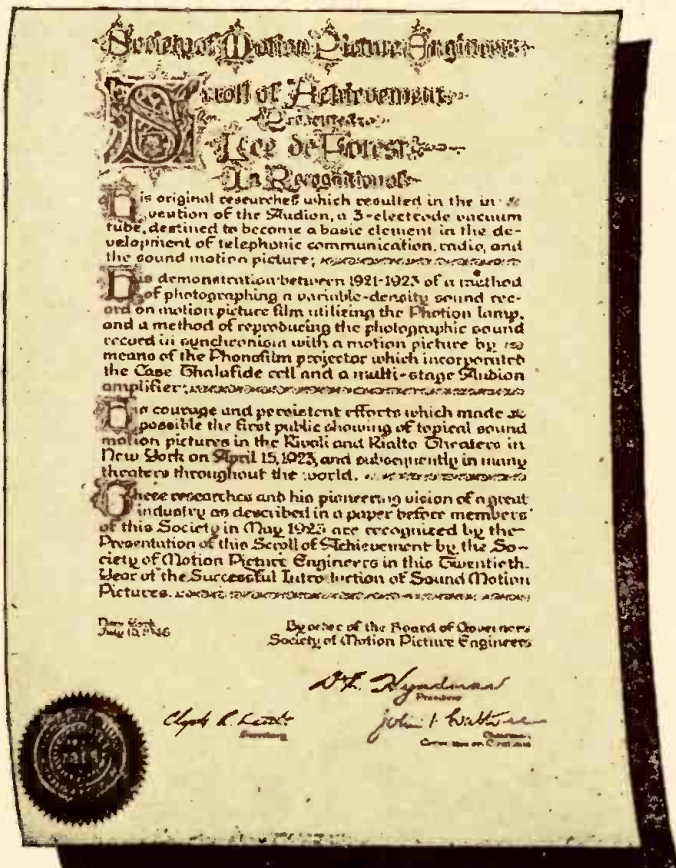 Society of Motion Picture Engineers
Scroll of Achievement
Presented to
Lee de Forest
In Recognition of
His original researches which resulted in the in-
vention of the Audion, a 3-electrode vacuum
tube, destined to become a basic element in the de-
velopment of telephonic communication, radio, and
the sound motion picture;
His demonstration between 1921-1923 of a method
of photographing a variable-density sound rec-
ord on motion picture film utilizing the Photion lamp,
and a method of reproducing the photographic sound
record in synchronism with a motion picture by
means of the Phonofilm projector which incorporated
the Case Thalofide cell and a multi-stage Audion
amplifier;
His courage and persistent efforts which made
possible the first public showing of topical sound
motion pictures in the Rivoli and Rialto Theaters in
New York on April 15, 1923, and subsequently in many
theaters throughout the world.
These researches and his pioneering vision of a great
industry as described in a paper before members
of this Society in May 1923 are recognized by the
Presentation of this Scroll of Achievement by the So-
ciety of Motion Picture Engineers in this Twentieth
Year of the Successful Introduction of Sound Motion
Pictures.
New York
July 10, 1946
By order of the Board of Governors
Society of Motion Picture Engineers
D. E. Hyndman
President
Clyde R.
Secretary
John I.
Chairman
Committee on